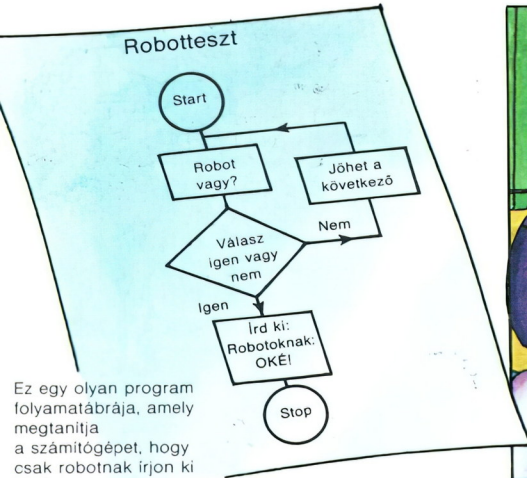 Robotteszt
Start
Robot
vagy?
Jöhet a
következő
Válasz
igen vagy
nem
Nem
Igen
Írd ki:
Robotoknak:
OKÉ!
Stop
Ez egy olyan program
folyamatábrája, amely
megtanítja
a számítógépet, hogy
csak robotnak írjon ki